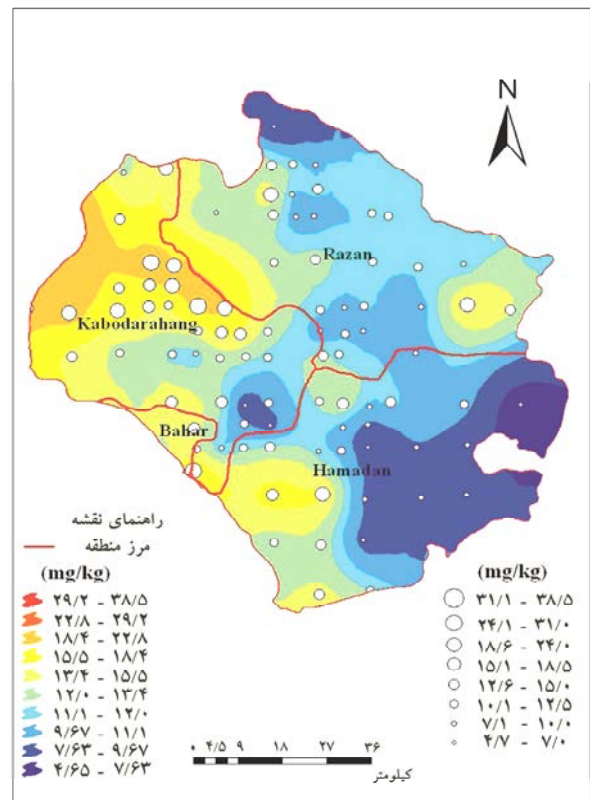 N
Razan
Kabodarahang
Bahar
Hamadan
راهنمای نقشه
مرز منطقه
(mg/kg)
۲۹/۲ - ۳۸/۵
۲۲/۸ - ۲۹/۲
۱۸/۴ - ۲۲/۸
۱۵/۵ - ۱۸/۴
۱۳/۴ - ۱۵/۵
۱۲/۰ - ۱۳/۴
۱۱/۱ - ۱۲/۰
۹/۶۷ - ۱۱/۱
۷/۶۳ - ۹/۶۷
۴/۶۵ - ۷/۶۳
(mg/kg)
۳۱/۱ - ۳۸/۵
۲۴/۱ - ۳۱/۰
۱۸/۶ - ۲۴/۰
۱۵/۱ - ۱۸/۵
۱۲/۶ - ۱۵/۰
۱۰/۱ - ۱۲/۵
۷/۱ - ۱۰/۰
۴/۷ - ۷/۰
۰ ۴/۵ ۹ ۱۸ ۲۷ ۳۶
کیلومتر